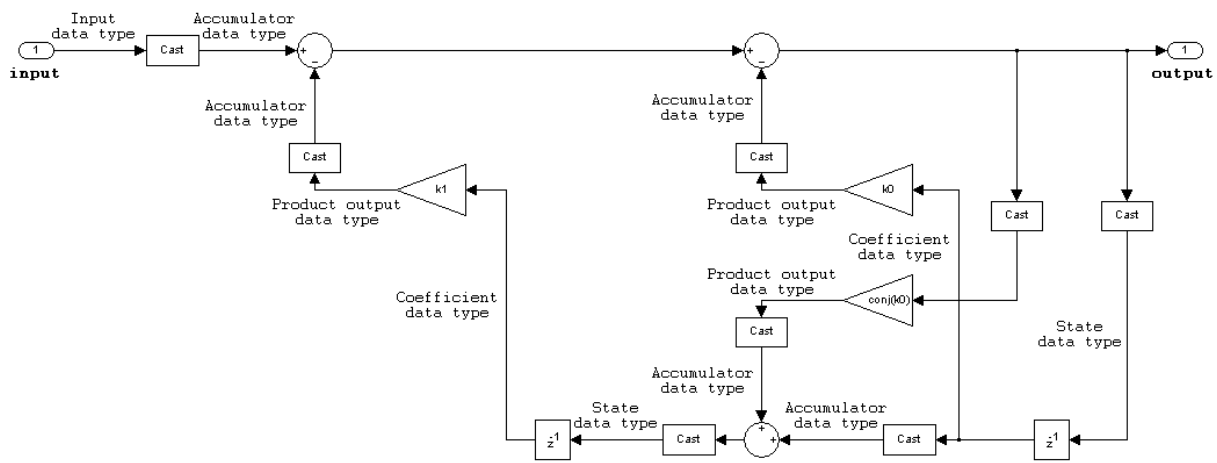 Input
data type
Accumulator
data type
1
Cast
+
−
+
−
1
input
output
Accumulator
data type
Accumulator
data type
Cast
Cast
k1
k0
Product output
data type
Product output
data type
Cast
Cast
Coefficient
data type
Product output
data type
conj(k0)
Coefficient
data type
Cast
State
data type
Accumulator
data type
State
data type
Accumulator
data type
z-1
Cast
+
+
Cast
z-1